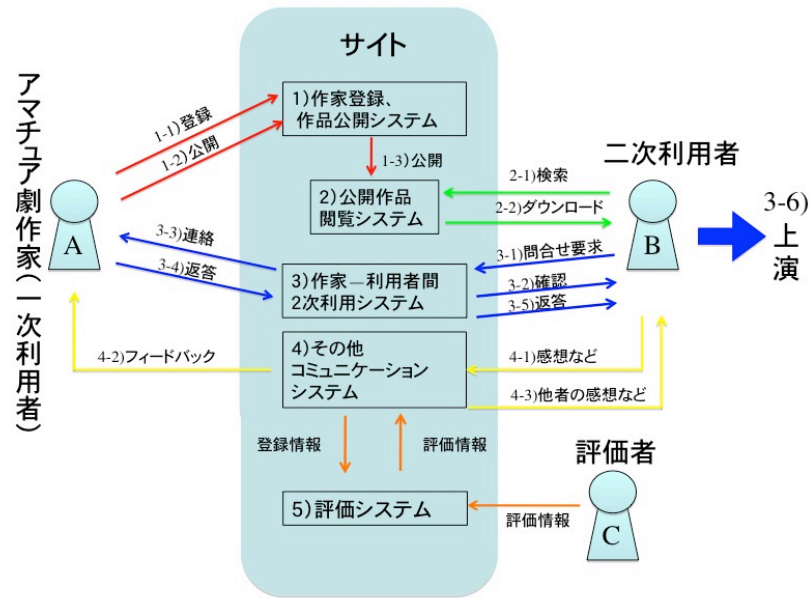 サイト
アマチュア劇作家(一次利用者)
A
1-1)登録
1-2)公開
1)作家登録、
作品公開システム
1-3)公開
2)公開作品
閲覧システム
二次利用者
B
2-1)検索
2-2)ダウンロード
3-6)
上
演
3-3)連絡
3-4)返答
3)作家―利用者間
2次利用システム
3-1)問合せ要求
3-2)確認
3-5)返答
4-2)フィードバック
4)その他
コミュニケーション
システム
4-1)感想など
4-3)他者の感想など
登録情報
評価情報
5)評価システム
評価者
C
評価情報